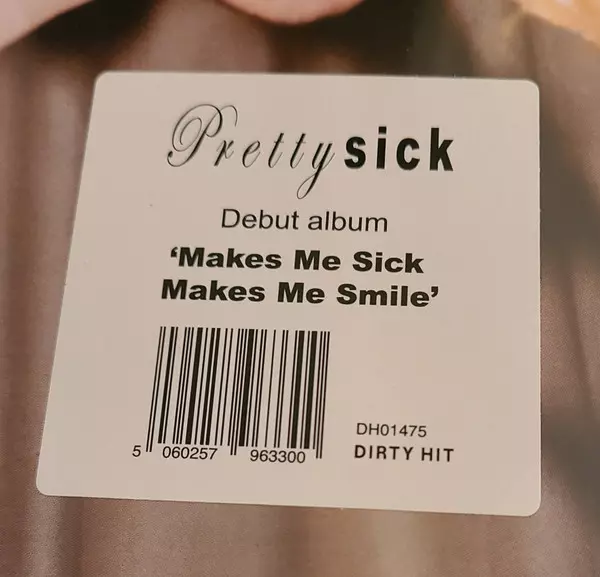 Pretty sick
Debut album
‘Makes Me Sick
Makes Me Smile’
DH01475
5 060257 963300
DIRTY HIT